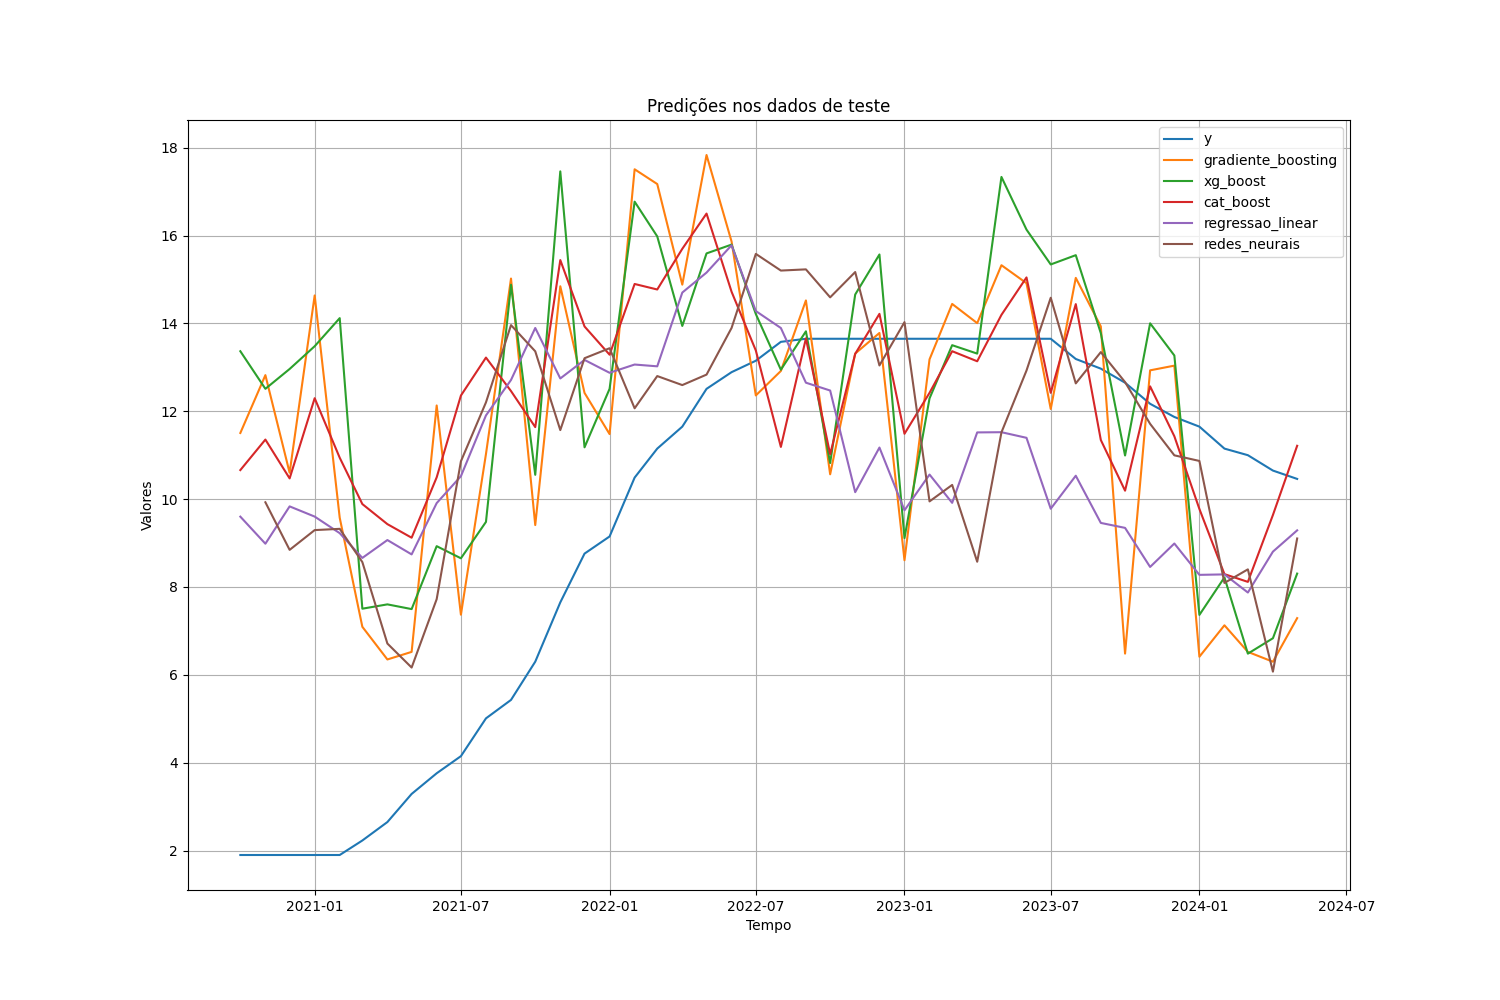 Predições nos dados de teste
18
16
14
12
10
8
6
4
2
Valores
2021-01
2021-07
2022-01
2022-07
2023-01
2023-07
2024-01
2024-07
Tempo
y
gradiente_boosting
xg_boost
cat_boost
regressao_linear
redes_neurais